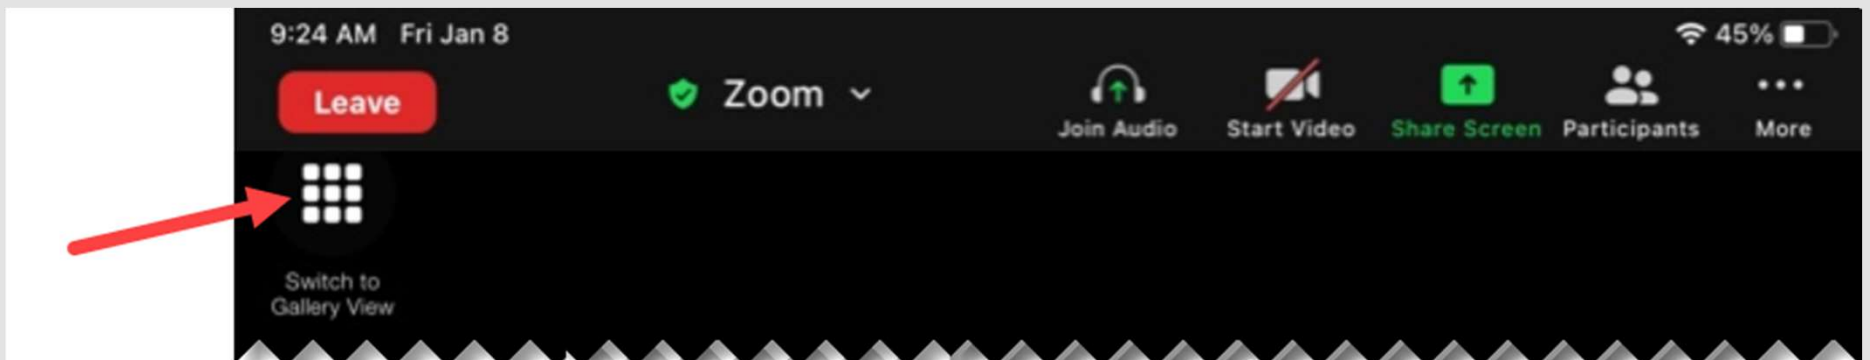 9:24 AM Fri Jan 8
45%
Leave
Zoom
Join Audio
Start Video
Share Screen
Participants
More
Switch to
Gallery View